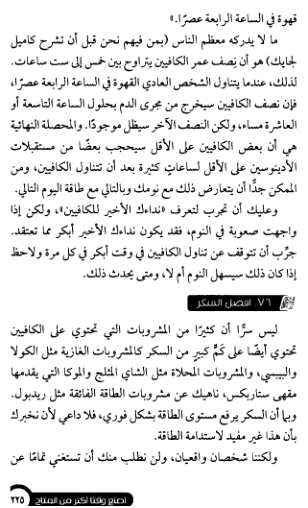 قهوة في الساعة الرابعة عصرًا.»
ما لا يدركه معظم الناس (بمن فيهم نحن قبل أن تشرح كاميل
لجايك) هو أن نِصف عمر الكافيين يتراوح بين خمس إلى ست ساعات.
لذلك، عندما يتناول الشخص العادي القهوة في الساعة الرابعة عصرًا،
فإن نصف الكافيين سيخرج من مجرى الدم بحلول الساعة التاسعة أو
العاشرة مساء، ولكن النصف الآخر سيظل موجودًا. والمحصلة النهائية
هي أن بعض الكافيين على الأقل سيحجب بعضًا من مستقبلات
الأدينوسين على الأقل لساعاتٍ كثيرة بعد أن تتناول الكافيين، ومن
الممكن جدًّا أن يتعارض ذلك مع نومك وبالتالي مع طاقة اليوم التالي.
وعليك أن تجرب لتعرف «نداءك الأخير للكافيين»، ولكن إذا
واجهت صعوبة في النوم، فقد يكون نداءك الأخير أبكر مما تعتقد.
جرِّب أن تتوقف عن تناول الكافيين في وقت أبكر في كل مرة ولاحظ
إذا كان ذلك سيسهل النوم أم لا، ومتى يحدث ذلك.
٧٦. افصل السكر
ليس سرًّا أن كثيرًا من المشروبات التي تحتوي على الكافيين
تحتوي أيضًا على كَمٍّ كبيرٍ من السكر كالمشروبات الغازية مثل الكولا
والبيبسي، والمشروبات المحلاة مثل الشاي المثلج والموكا التي يقدمها
مقهى ستاربكس، ناهيك عن مشروبات الطاقة الفائقة مثل ريدبول.
وبما أن السكر يرفع مستوى الطاقة بشكل فوري، فلا داعي لأن نخبرك
بأن هذا غير مفيد لاستدامة الطاقة.
ولكننا شخصان واقعيان، ولن نطلب منك أن تستغني تمامًا عن
اصنع وقتا أكثر من المتاح ٢٢٥